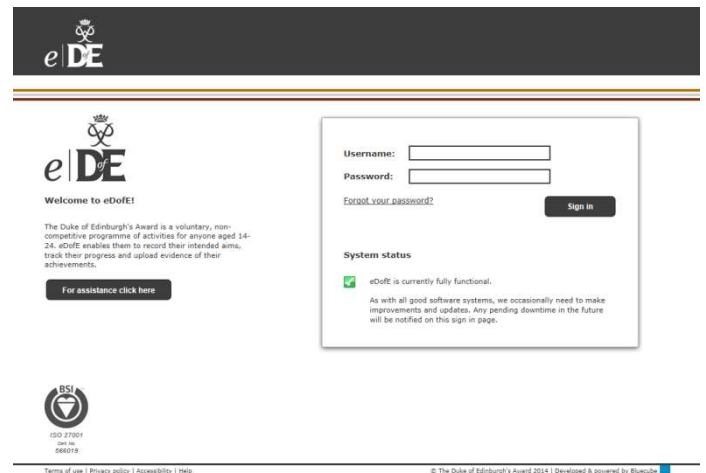 e DofE
e DofE
Welcome to eDofE!
The Duke of Edinburgh's Award is a voluntary, non-
competitive programme of activities for anyone aged 14-
24. eDofE enables them to record their intended aims,
track their progress and upload evidence of their
achievements.
For assistance click here
Username:
Password:
Forgot your password?
Sign in
System status
eDofE is currently fully functional.
As with all good software systems, we occasionally need to make
improvements and updates. Any pending downtime in the future
will be notified on this sign in page.
BSI
ISO 27001
Cert No
566019
Terms of use | Privacy policy | Accessibility | Help
© The Duke of Edinburgh's Award 2014 | Developed & powered by Bluecube